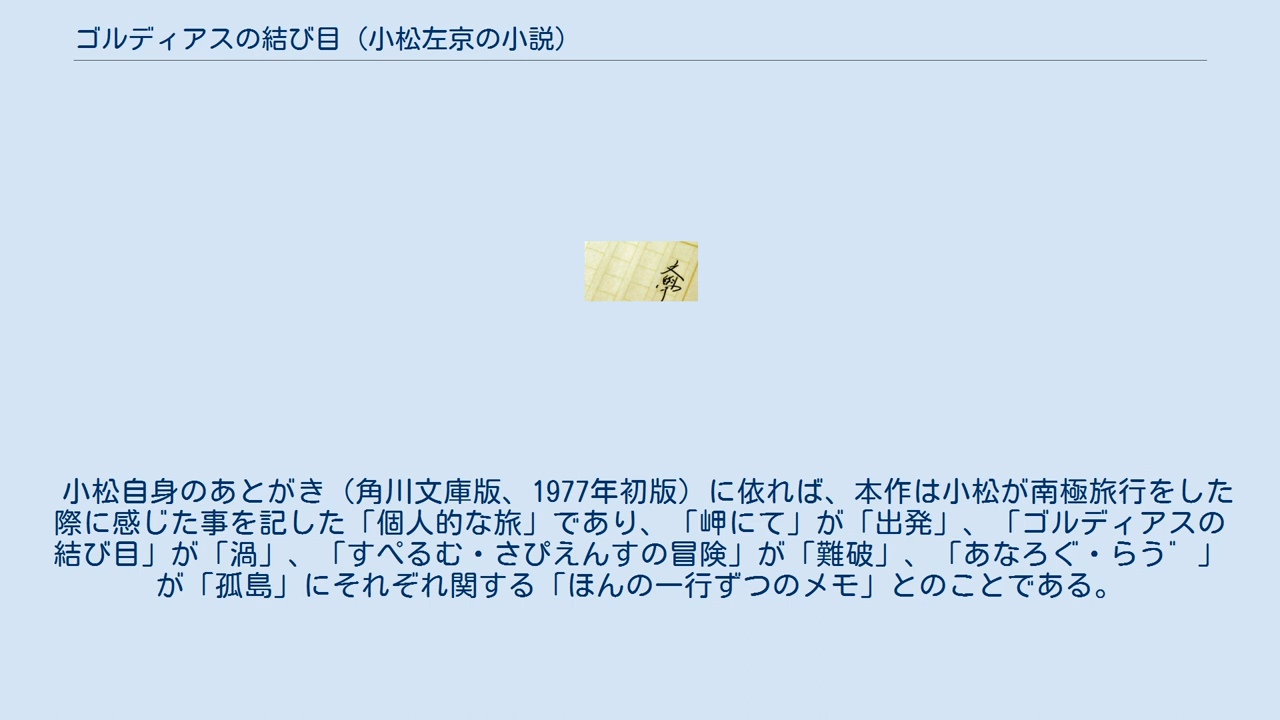 ゴルディアスの結び目（小松左京の小説）
小松自身のあとがき（角川文庫版、1977年初版）に依れば、本作は小松が南極旅行をした
際に感じた事を記した「個人的な旅」であり、「岬にて」が「出発」、「ゴルディアスの
結び目」が「渦」、「すぺるむ・さぴえんすの冒険」が「難破」、「あなろぐ・らう゛」
が「孤島」にそれぞれ関する「ほんの一行ずつのメモ」とのことである。